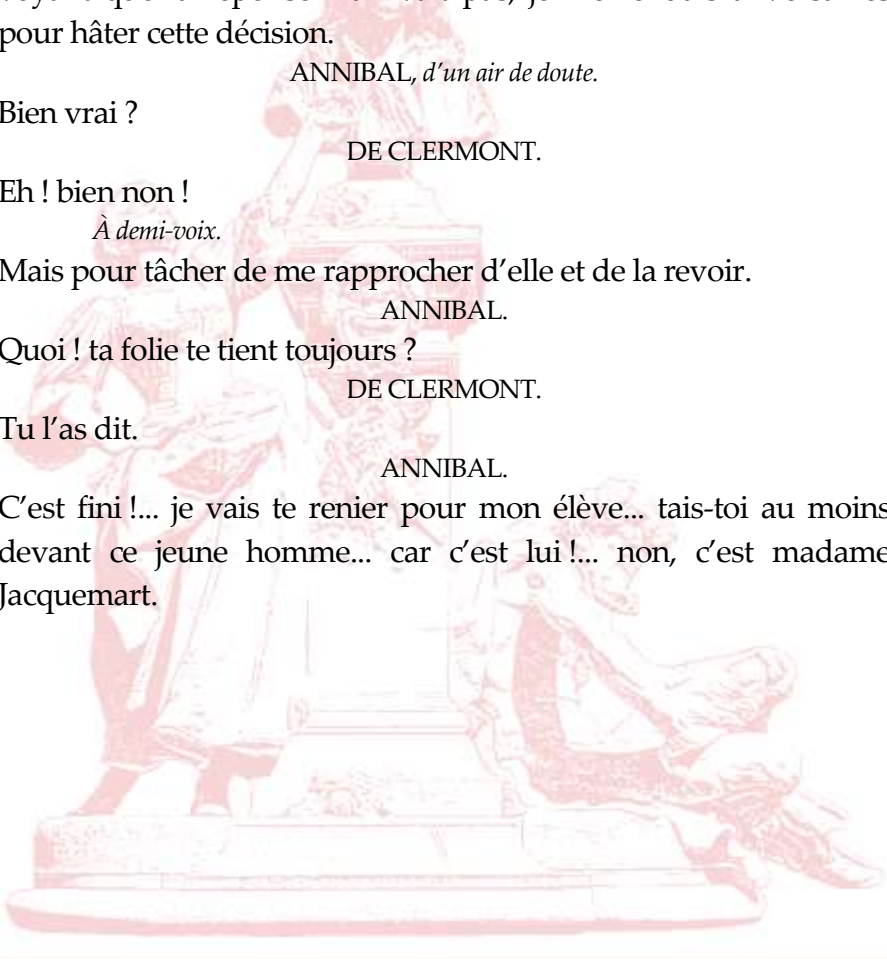 pour hâter cette décision.
ANNIBAL, d’un air de doute.
Bien vrai ?
DE CLERMONT.
Eh ! bien non !
À demi-voix.
Mais pour tâcher de me rapprocher d’elle et de la revoir.
ANNIBAL.
Quoi ! ta folie te tient toujours ?
DE CLERMONT.
Tu l’as dit.
ANNIBAL.
C’est fini !... je vais te renier pour mon élève... tais-toi au moins
devant ce jeune homme... car c’est lui !... non, c’est madame
Jacquemart.